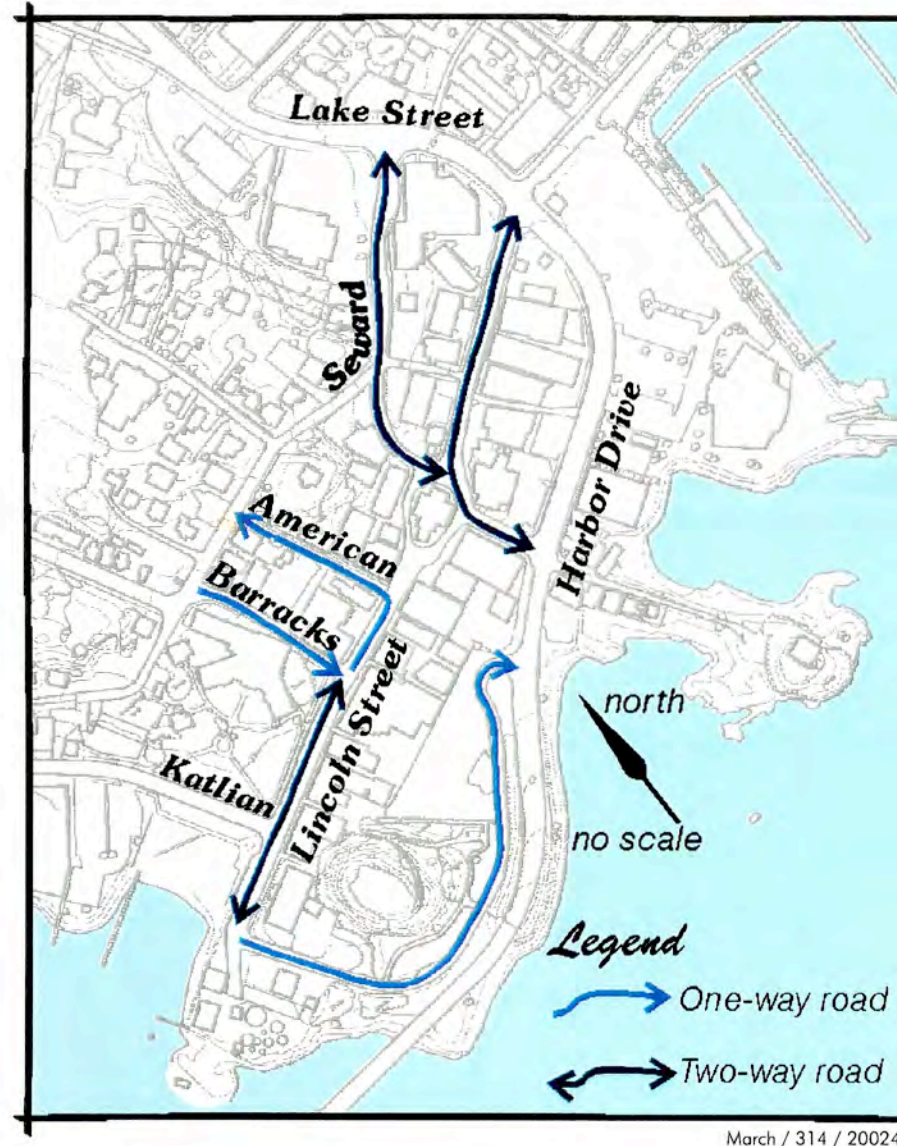 Lake Street
Seward
Harbor Drive
American
Barracks
Lincoln Street
Katlian
north
no scale
Legend
One-way road
Two-way road
March / 314 / 20024